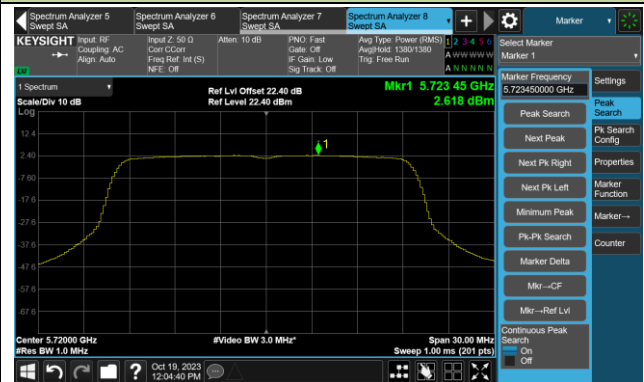 Spectrum Analyzer 5
Swept SA
Spectrum Analyzer 6
Swept SA
Spectrum Analyzer 7
Swept SA
Spectrum Analyzer 8
Swept SA
Marker
KEYSIGHT
Input: RF
Coupling: AC
Align: Auto
Input Z: 50 Ω
Corr CCorr
Freq Ref: Int (S)
NFE: Off
Atten: 10 dB
PNO: Fast
Gate: Off
IF Gain: Low
Sig Track: Off
Avg Type: Power (RMS)
Avg|Hold: 1380/1380
Trig: Free Run
1 2 3 4 5 6
A W W W W W
A N N N N N
LXI
Select Marker
Marker 1
1 Spectrum
Scale/Div 10 dB
Ref Lvl Offset 22.40 dB
Ref Level 22.40 dBm
Mkr1 5.723 45 GHz
2.618 dBm
Log
12.4
2.40
-7.60
-17.6
-27.6
-37.6
-47.6
-57.6
-67.6
1
Center 5.72000 GHz
#Res BW 1.0 MHz
#Video BW 3.0 MHz*
Span 30.00 MHz
Sweep 1.00 ms (201 pts)
Marker Frequency
5.723450000 GHz
Peak Search
Next Peak
Next Pk Right
Next Pk Left
Minimum Peak
Pk-Pk Search
Marker Delta
Mkr→CF
Mkr→Ref Lvl
Continuous Peak
Search
On
Off
Settings
Peak
Search
Pk Search
Config
Properties
Marker
Function
Marker→
Counter
?
Oct 19, 2023
12:04:40 PM